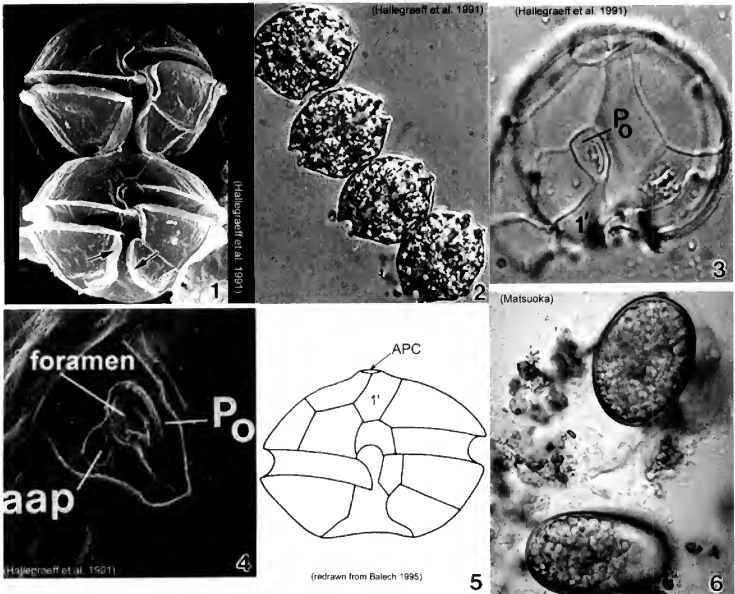 (Hallegraeff et al. 1991)
1
(Hallegraeff et al. 1991)
2
(Hallegraeff et al. 1991)
Po
1'
3
foramen
Po
aap
(Hallegraeff et al. 1991)
4
APC
1'
(redrawn from Balech 1995)
5
(Matsuoka)
6